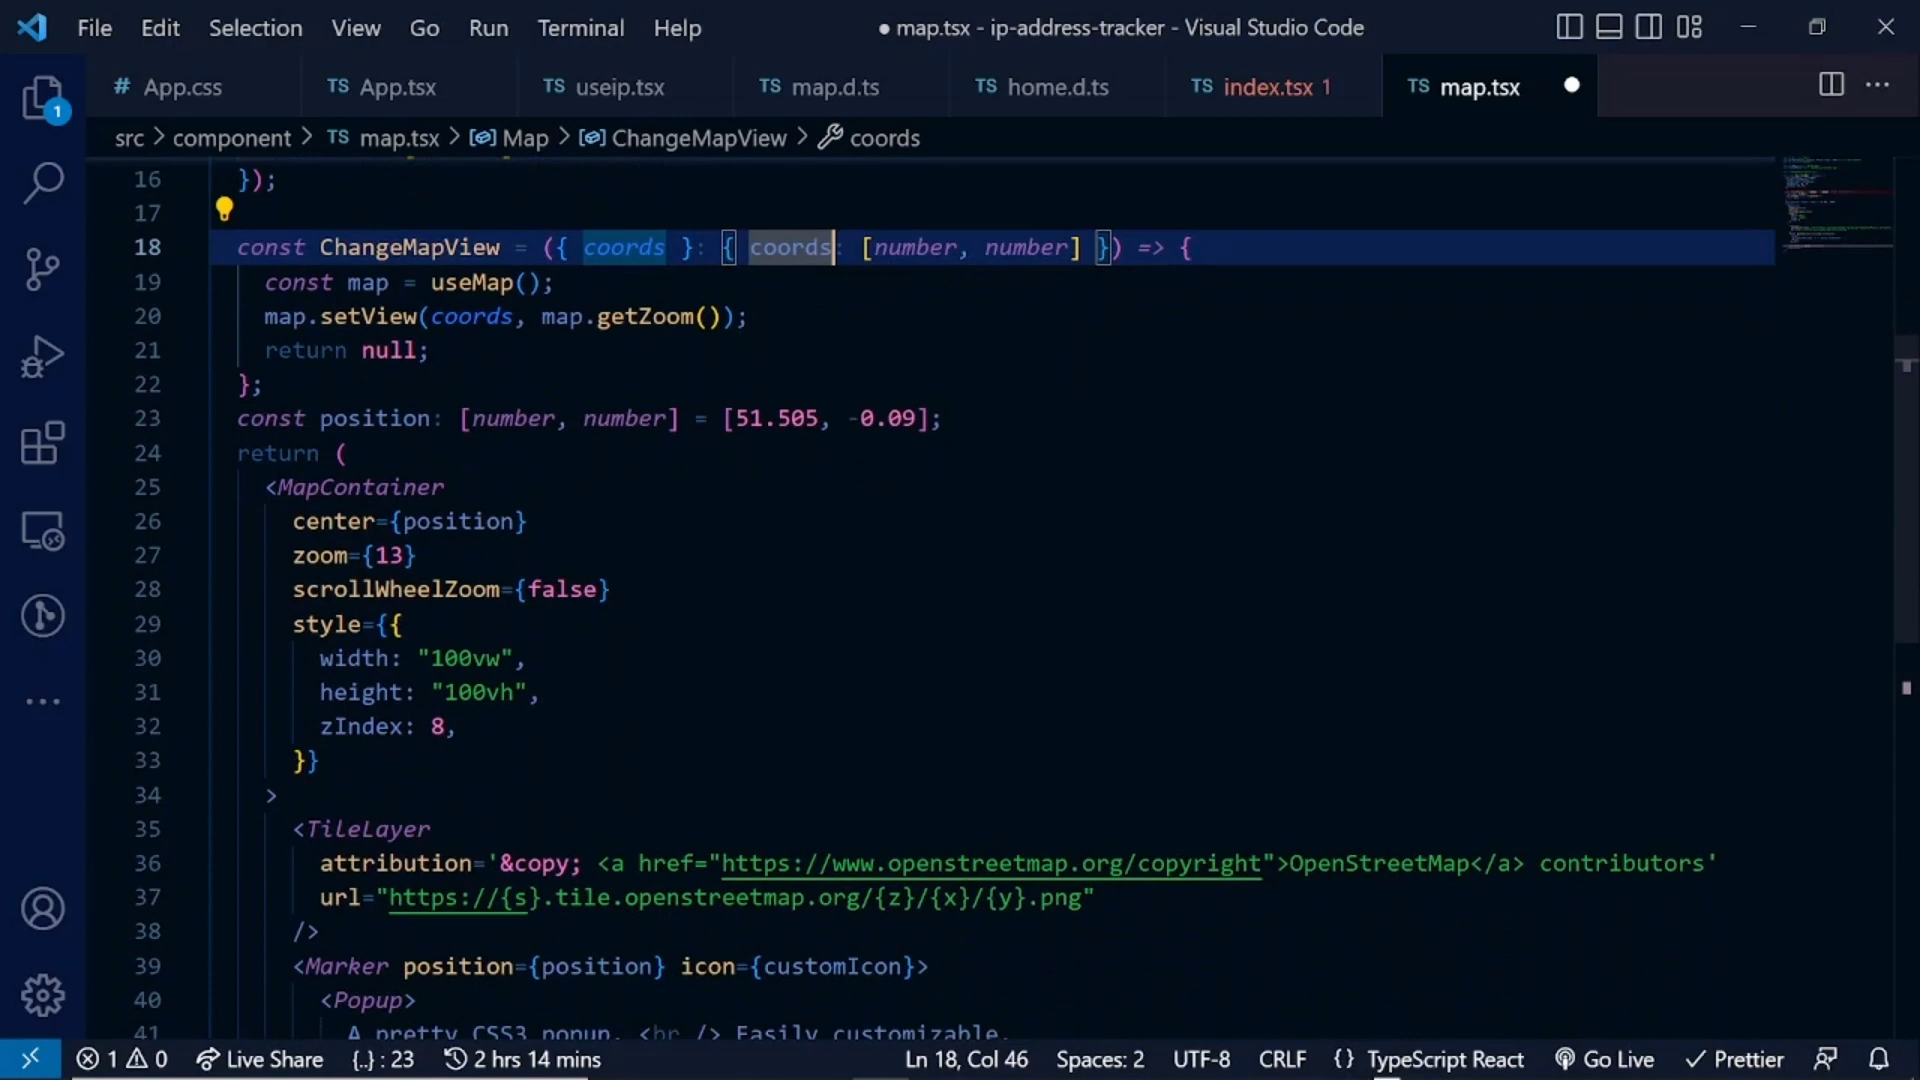 File Edit Selection View Go Run Terminal Help ● map.tsx - ip-address-tracker - Visual Studio Code
# App.css TS App.tsx TS useip.tsx TS map.d.ts TS home.d.ts TS index.tsx 1 TS map.tsx
src > component > TS map.tsx > Map > ChangeMapView > coords
1
16 });
17
18 const ChangeMapView = ({ coords }: { coords: [number, number] }) => {
19 const map = useMap();
20 map.setView(coords, map.getZoom());
21 return null;
22 };
23 const position: [number, number] = [51.505, -0.09];
24 return (
25 <MapContainer
26 center={position}
27 zoom={13}
28 scrollWheelZoom={false}
29 style={{
30 width: "100vw",
31 height: "100vh",
32 zIndex: 8,
33 }}
34 >
35 <TileLayer
36 attribution='&copy; <a href="https://www.openstreetmap.org/copyright">OpenStreetMap</a> contributors'
37 url="https://{s}.tile.openstreetmap.org/{z}/{x}/{y}.png"
38 />
39 <Marker position={position} icon={customIcon}>
40 <Popup>
41 A pretty CSS3 popup. <br /> Easily customizable.
1 0 Live Share {..} : 23 2 hrs 14 mins Ln 18, Col 46 Spaces: 2 UTF-8 CRLF {} TypeScript React Go Live Prettier